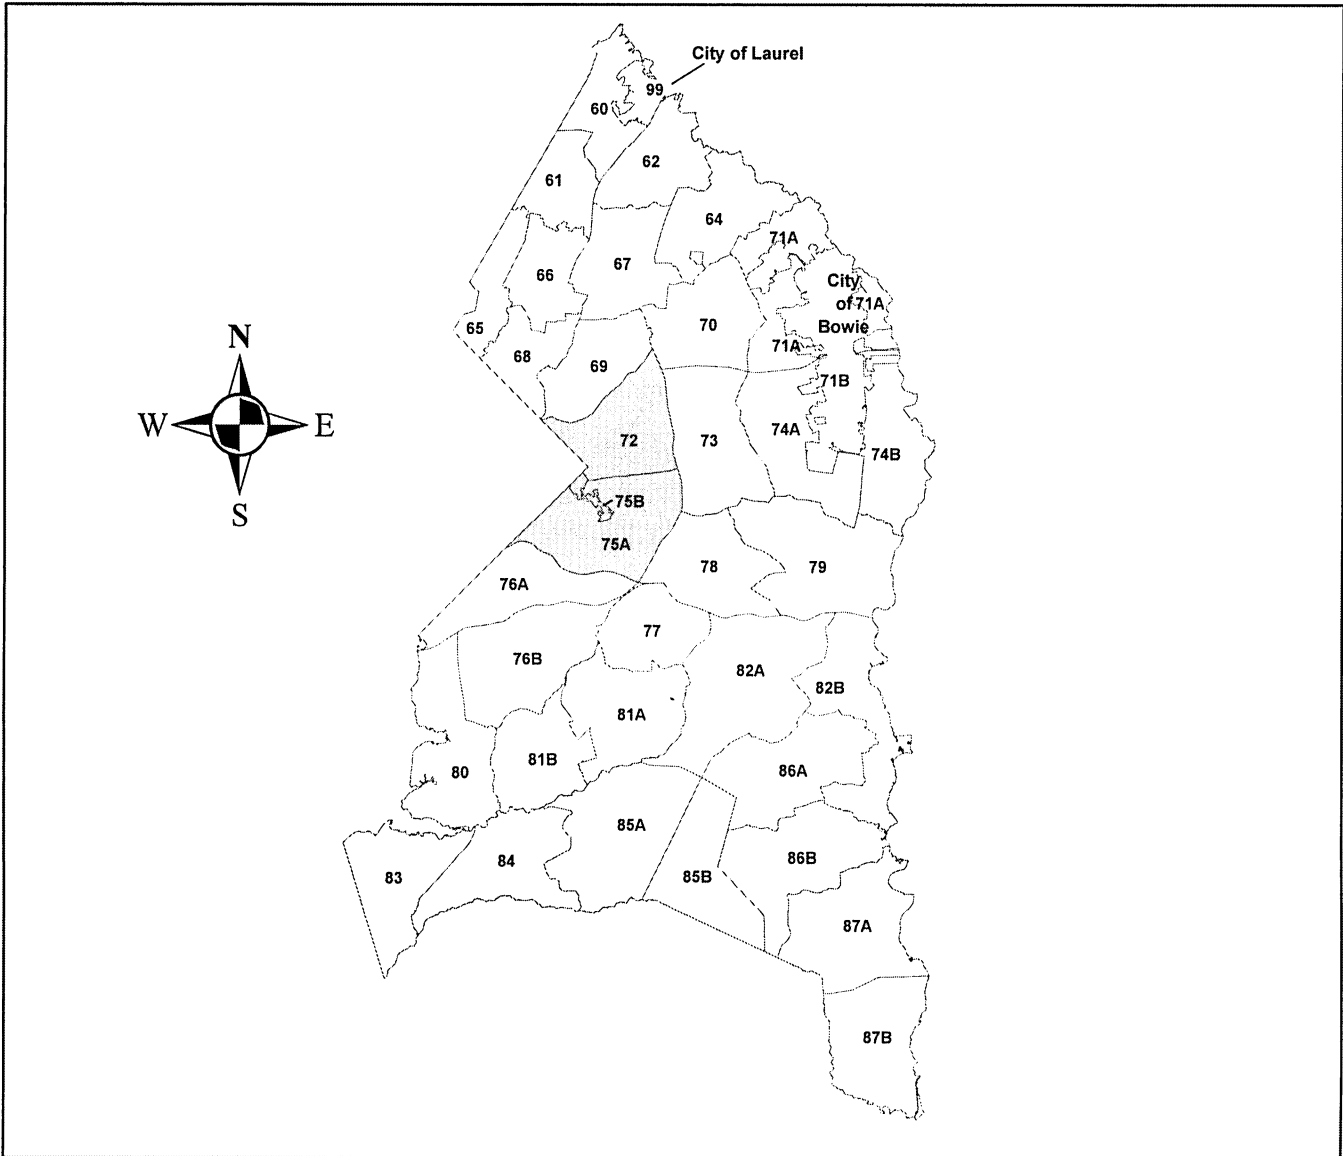 City of Laurel
99
60
62
61
64
71A
67
66
City
of 71A
Bowie
65
70
68
71A
69
71B
N
W
E
S
72
73
74A
74B
75B
75A
78
79
76A
77
76B
82A
82B
81A
81B
80
86A
85A
84
86B
83
85B
87A
87B